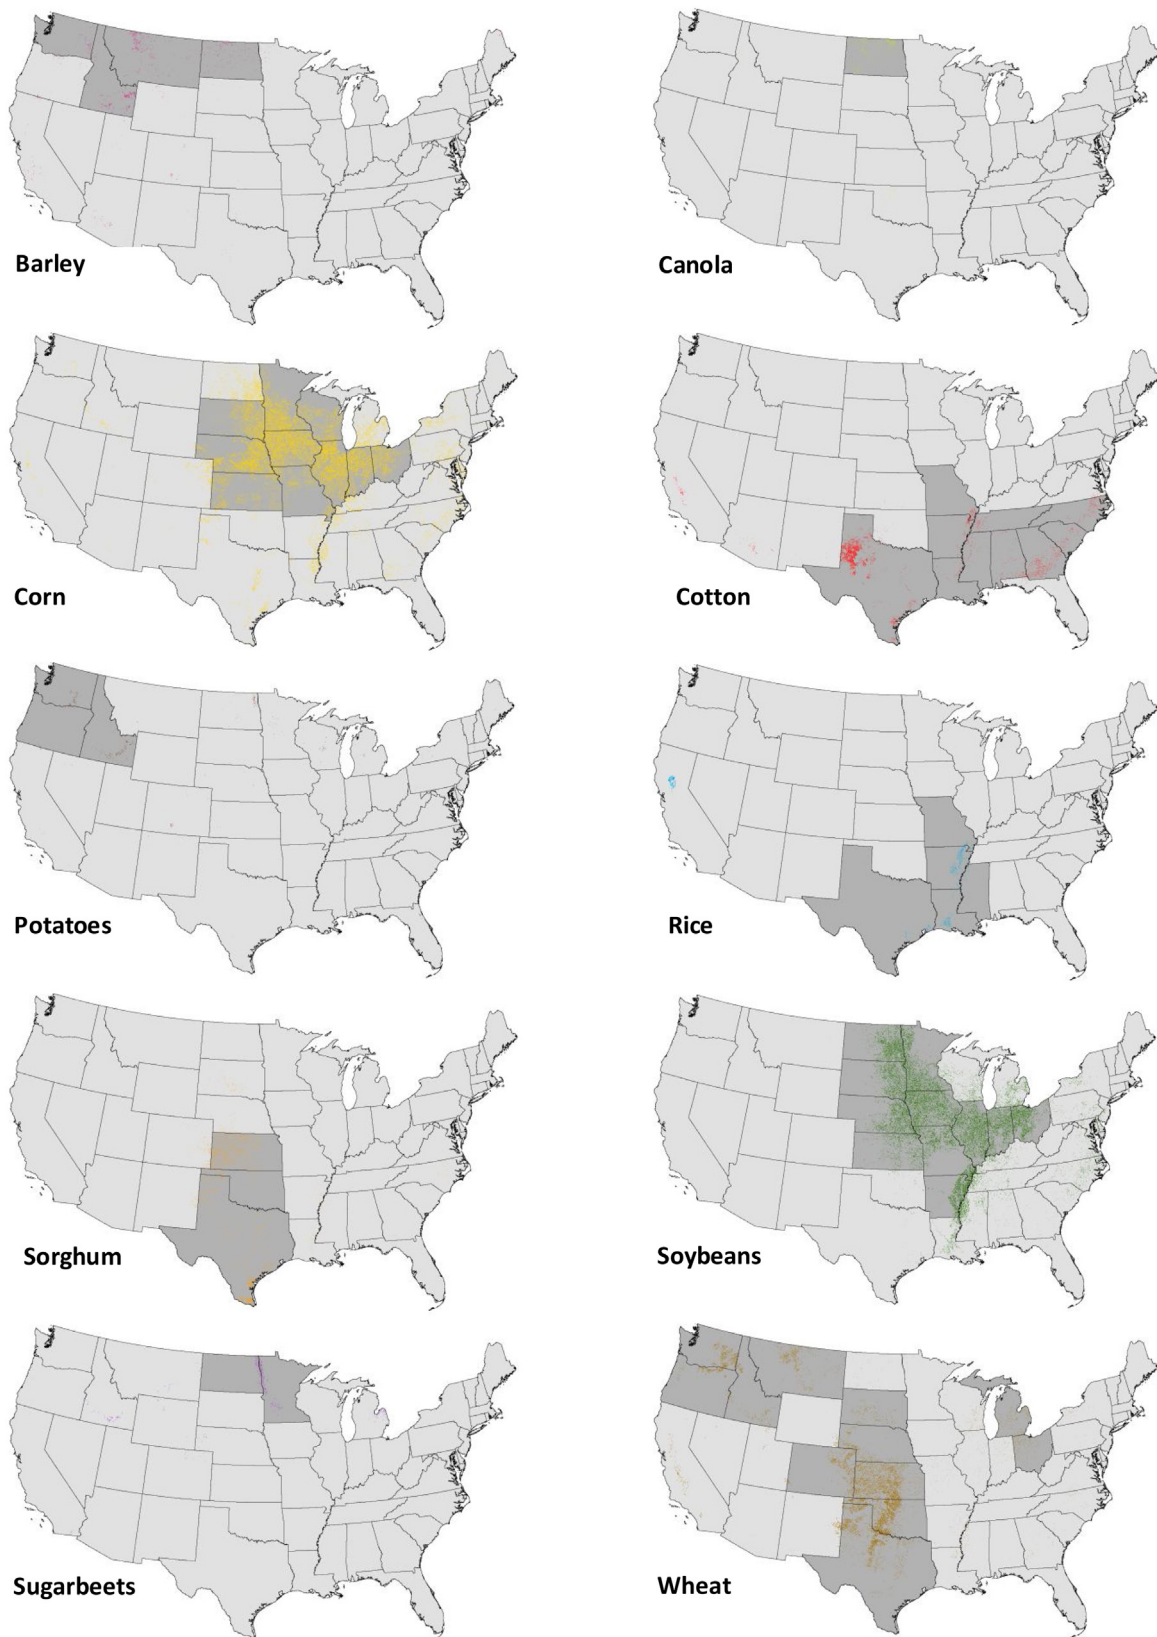 Barley
Canola
Corn
Cotton
Potatoes
Rice
Sorghum
Soybeans
Sugarbeets
Wheat